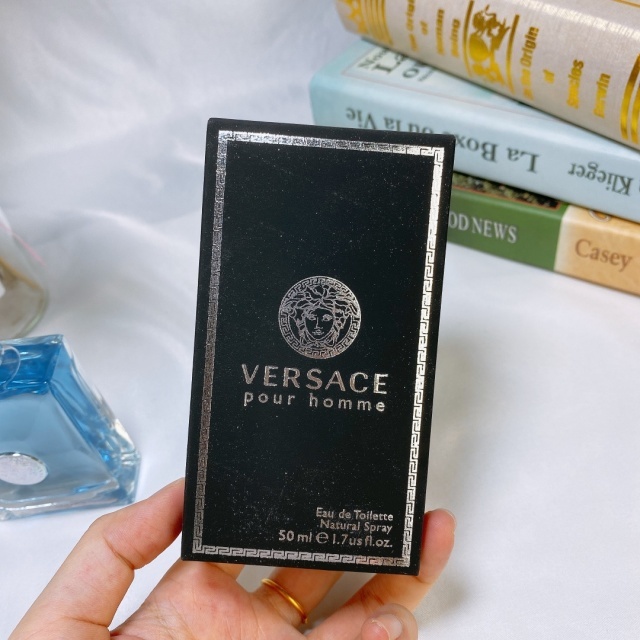 VERSACE
pour homme
Eau de Toilette
Natural Spray
50 ml ℮ 1.7 us fl.oz.
La Boxe ou la Vie
Klieger
OD NEWS
Casey